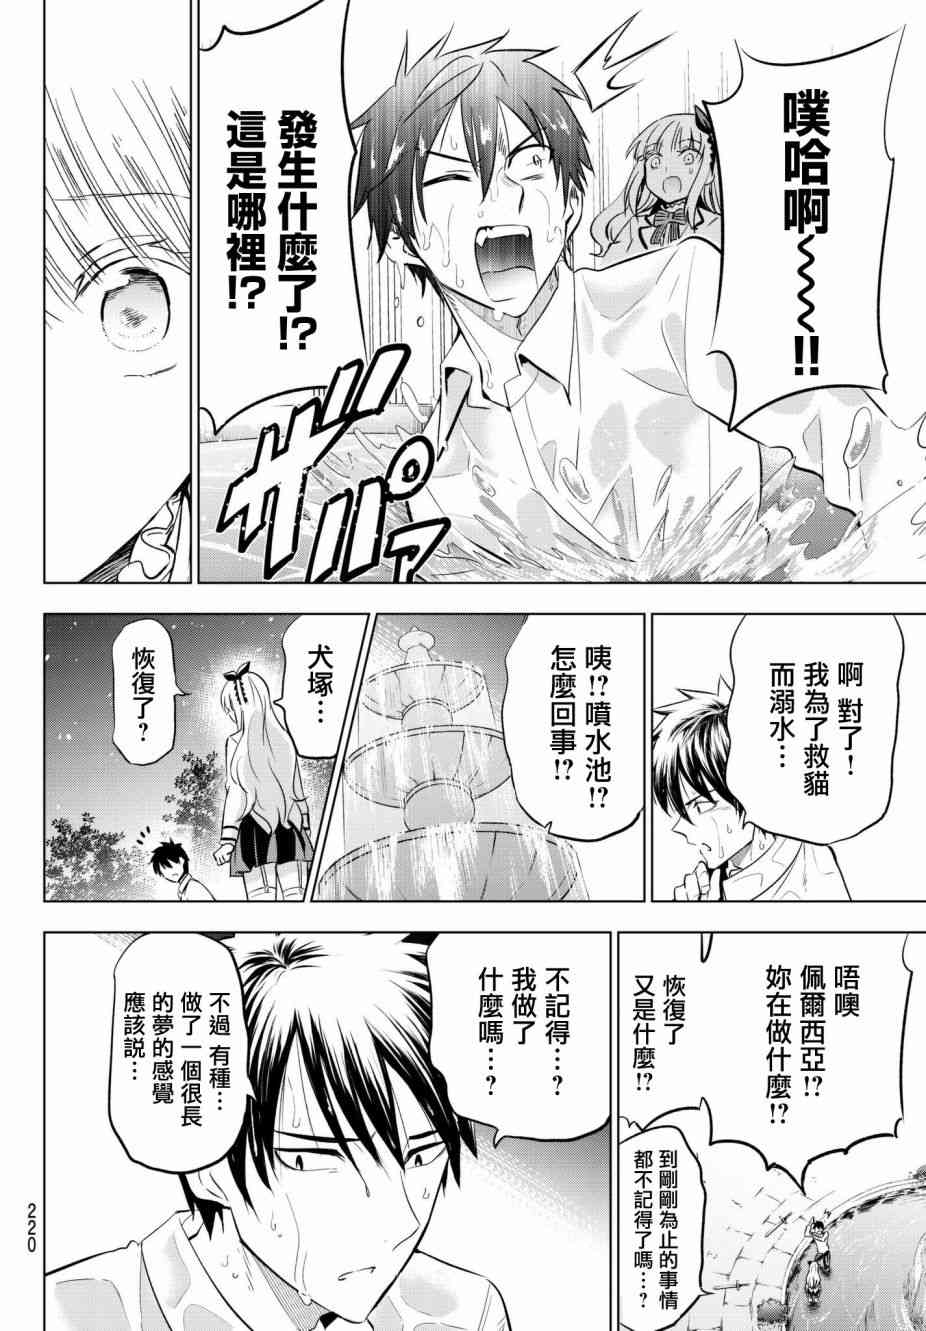 噗哈啊～～～!!
發生什麼了!?
這是哪裡!?
ザパァ
啊 對了!
我為了救貓
而溺水…
咦!?噴水池!?
怎麼回事!?
犬塚…
恢復了?
唔噢
佩爾西亞!?
妳在做什麼!?
恢復了
又是什麼!?
到剛剛為止的事情
都不記得了嗎…?
不記得…
我做了
什麼嗎…?
不過 有種…
做了一個很長
的夢的感覺
應該說…
220